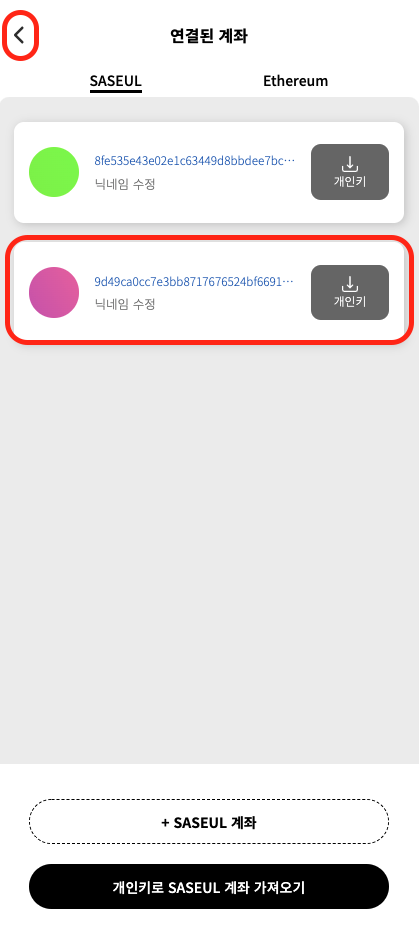 연결된 계좌
SASEUL Ethereum
8fe535e43e02e1c63449d8bbdee7bc…
닉네임 수정
개인키
9d49ca0cc7e3bb8717676524bf6691…
닉네임 수정
개인키
+ SASEUL 계좌
개인키로 SASEUL 계좌 가져오기